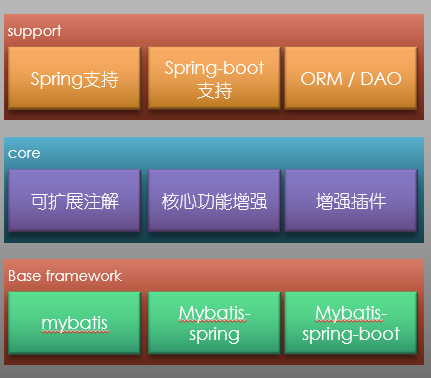 support
Spring支持
Spring-boot
支持
ORM / DAO
core
可扩展注解
核心功能增强
增强插件
Base framework
mybatis
Mybatis-
spring
Mybatis-
spring-boot